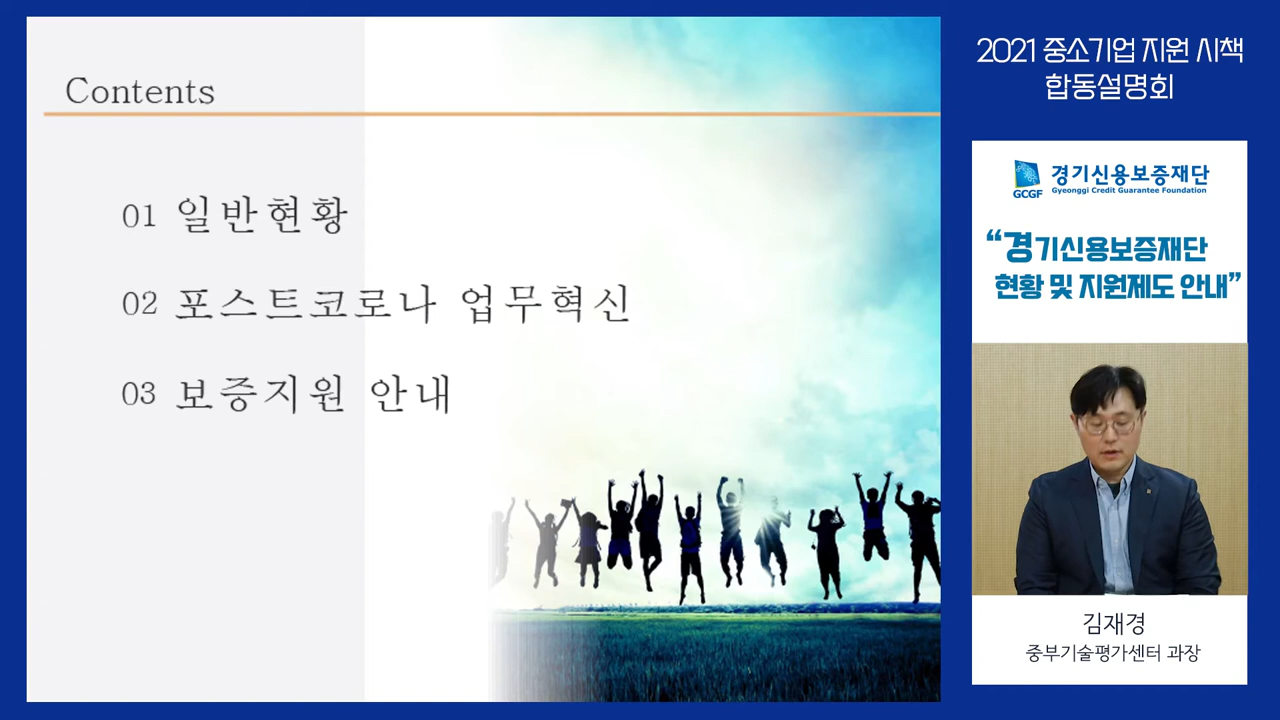 Contents
01 일반현황
02 포스트코로나 업무혁신
03 보증지원 안내
2021 중소기업 지원 시책
합동설명회
GCGF
경기신용보증재단
Gyeonggi Credit Guarantee Foundation
“경기신용보증재단
현황 및 지원제도 안내”
김재경
중부기술평가센터 과장